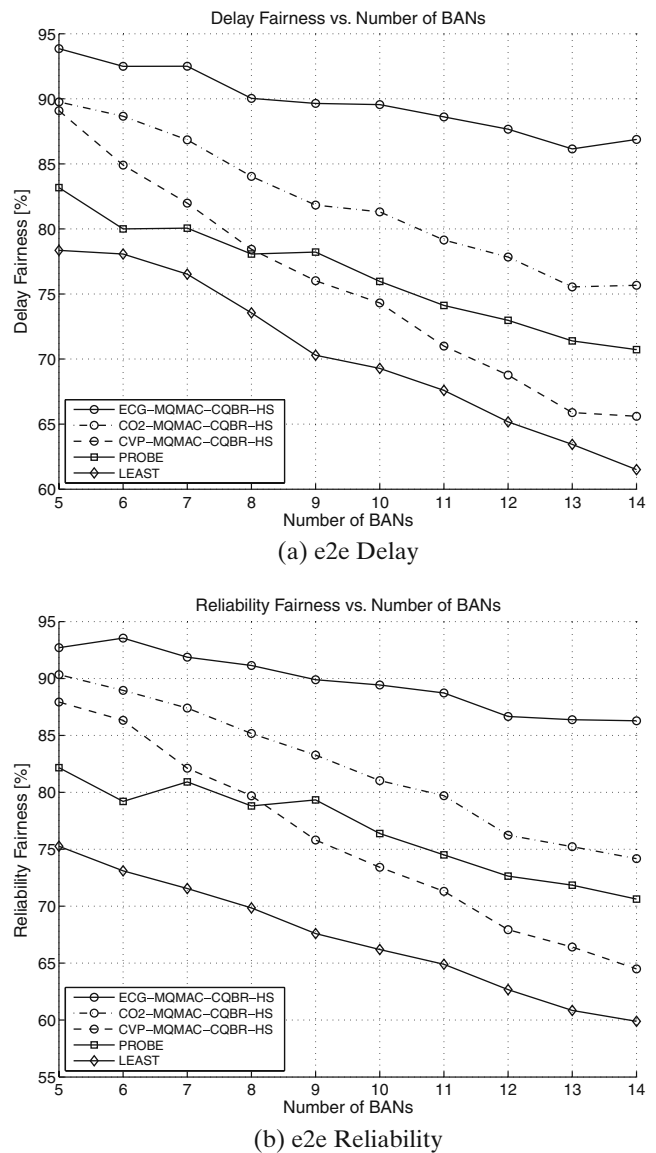 Delay Fairness vs. Number of BANs
95
90
85
80
75
70
65
60
Delay Fairness [%]
ECG−MQMAC−CQBR−HS
CO2−MQMAC−CQBR−HS
CVP−MQMAC−CQBR−HS
PROBE
LEAST
5 6 7 8 9 10 11 12 13 14
Number of BANs
(a) e2e Delay
Reliability Fairness vs. Number of BANs
95
90
85
80
75
70
65
60
55
Reliability Fairness [%]
ECG−MQMAC−CQBR−HS
CO2−MQMAC−CQBR−HS
CVP−MQMAC−CQBR−HS
PROBE
LEAST
5 6 7 8 9 10 11 12 13 14
Number of BANs
(b) e2e Reliability